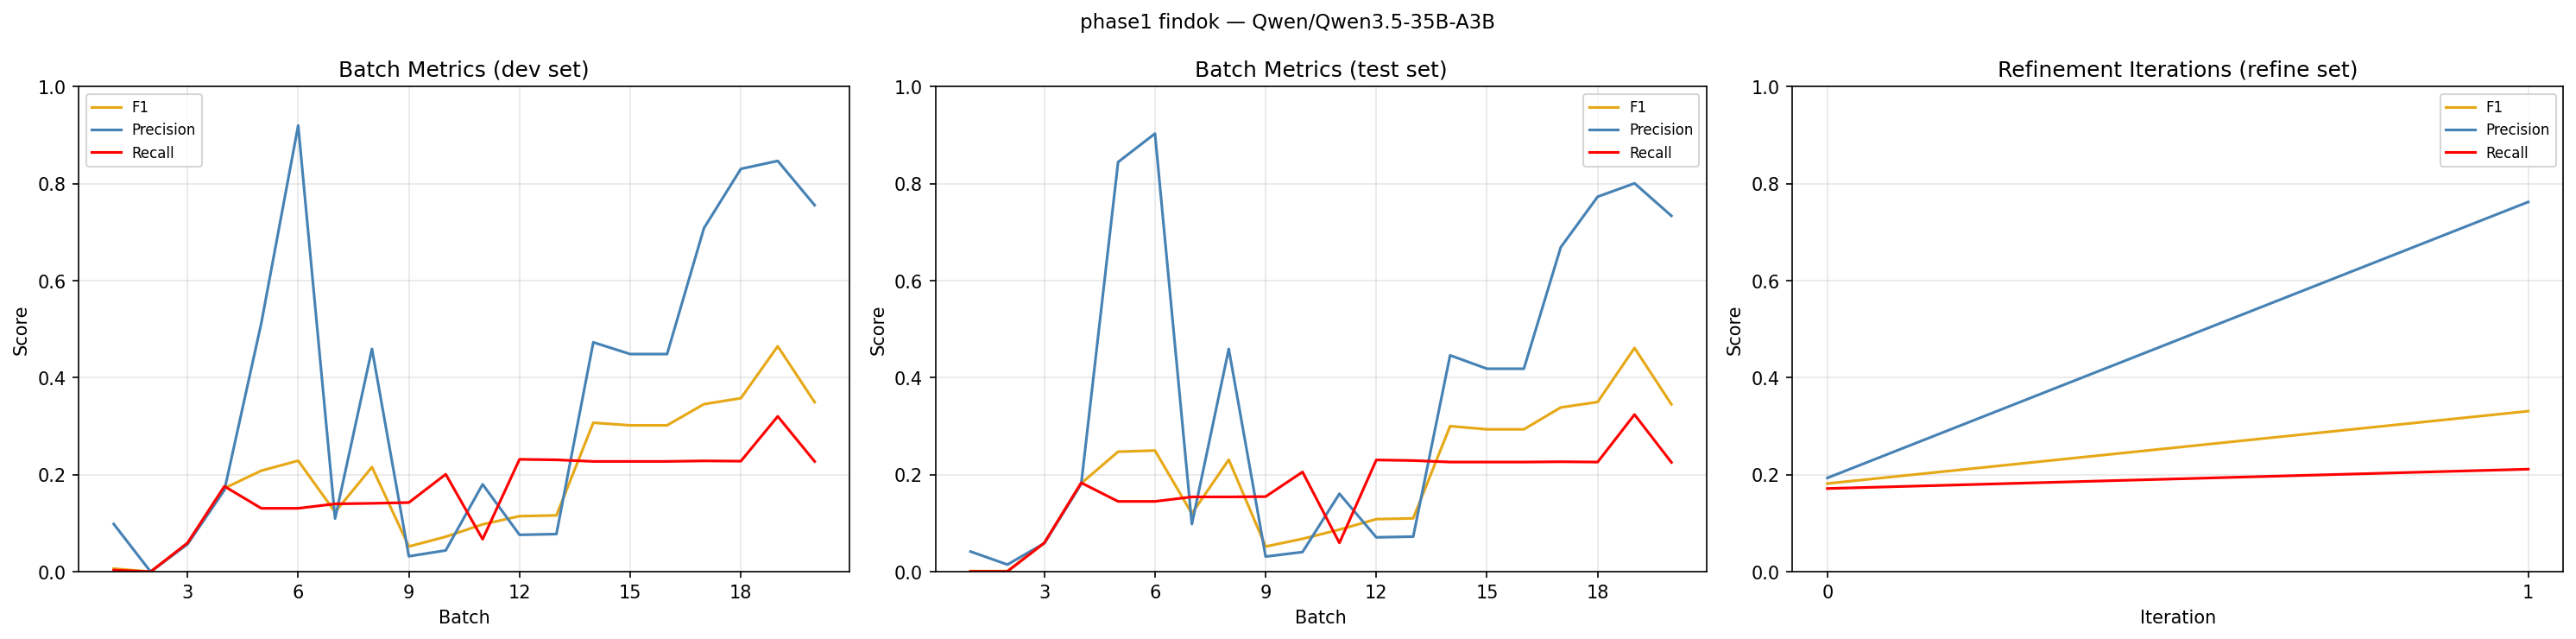 phase1 findok — Qwen/Qwen3.5-35B-A3B
Batch Metrics (dev set)
1.0
0.8
0.6
0.4
0.2
0.0
Score
F1
Precision
Recall
3
6
9
12
15
18
Batch
Batch Metrics (test set)
1.0
0.8
0.6
0.4
0.2
0.0
Score
F1
Precision
Recall
3
6
9
12
15
18
Batch
Refinement Iterations (refine set)
1.0
0.8
0.6
0.4
0.2
0.0
Score
F1
Precision
Recall
0
1
Iteration